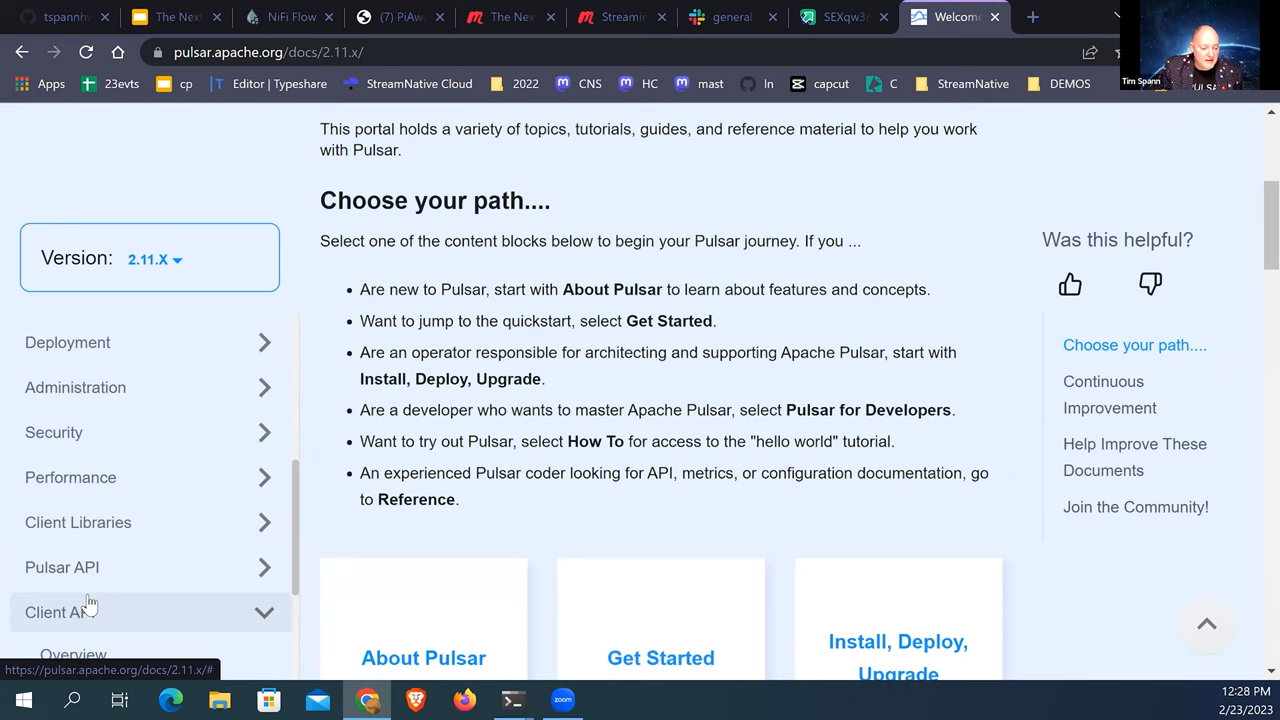 tspannh
The Next
NiFi Flow
(7) PiAw
The Nex
Streamin
general
SEXqw3
Welcome
pulsar.apache.org/docs/2.11.x/
Apps
23evts
cp
Editor | Typeshare
StreamNative Cloud
2022
CNS
HC
mast
In
capcut
C
StreamNative
DEMOS
Tim Spann
This portal holds a variety of topics, tutorials, guides, and reference material to help you work
with Pulsar.
Choose your path....
Select one of the content blocks below to begin your Pulsar journey. If you ...
• Are new to Pulsar, start with About Pulsar to learn about features and concepts.
• Want to jump to the quickstart, select Get Started.
• Are an operator responsible for architecting and supporting Apache Pulsar, start with
Install, Deploy, Upgrade.
• Are a developer who wants to master Apache Pulsar, select Pulsar for Developers.
• Want to try out Pulsar, select How To for access to the "hello world" tutorial.
• An experienced Pulsar coder looking for API, metrics, or configuration documentation, go
to Reference.
Version: 2.11.X
Deployment
Administration
Security
Performance
Client Libraries
Pulsar API
Client AP
Overview
https://pulsar.apache.org/docs/2.11.x/#
About Pulsar
Get Started
Install, Deploy,
Upgrade
Was this helpful?
Choose your path....
Continuous
Improvement
Help Improve These
Documents
Join the Community!
zoom
12:28 PM
2/23/2023